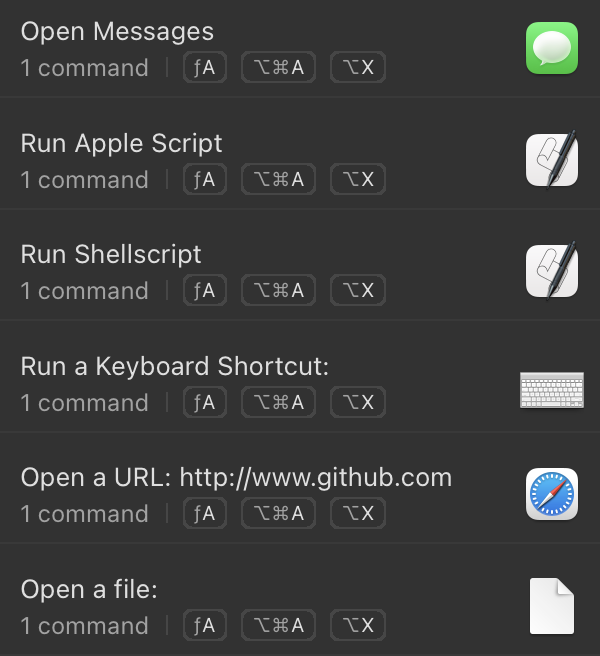 Open Messages
1 command ƒA ⌥⌘A ⌥X
Run Apple Script
1 command ƒA ⌥⌘A ⌥X
Run Shellscript
1 command ƒA ⌥⌘A ⌥X
Run a Keyboard Shortcut:
1 command ƒA ⌥⌘A ⌥X
Open a URL: http://www.github.com
1 command ƒA ⌥⌘A ⌥X
Open a file:
1 command ƒA ⌥⌘A ⌥X